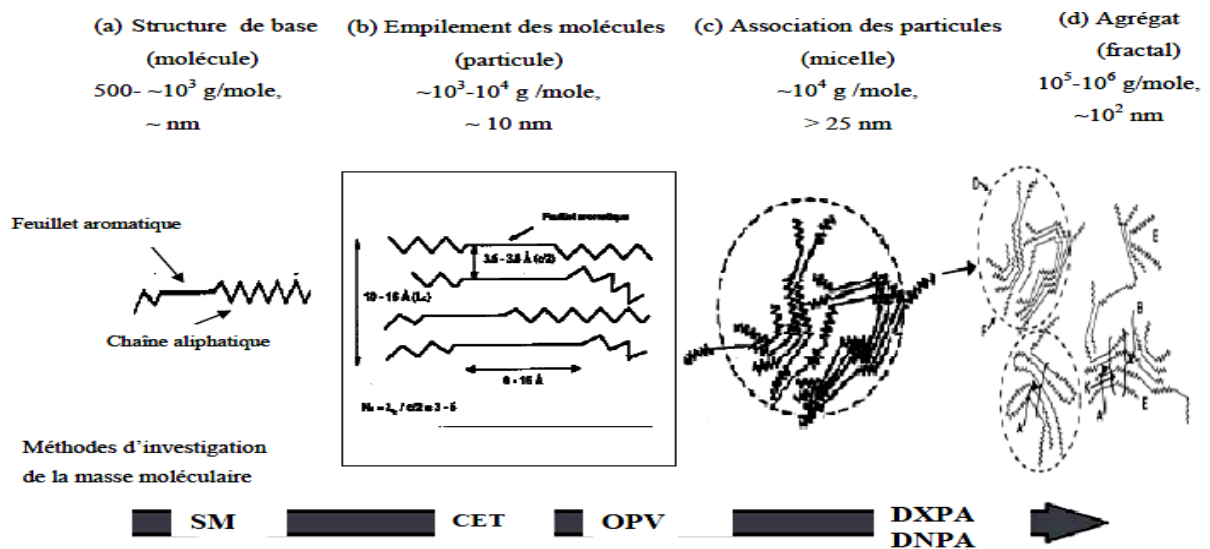 (a) Structure de base
(molécule)
500- ~10³ g/mole,
~ nm
(b) Empilement des molécules
(particule)
~10³-10⁴ g /mole,
~ 10 nm
(c) Association des particules
(micelle)
~10⁴ g /mole,
> 25 nm
(d) Agrégat
(fractal)
10⁵-10⁶ g/mole,
~10² nm
Feuillet aromatique
Chaîne aliphatique
Feuillet aromatique
3.6 - 3.8 Å (c/2)
10 - 16 Å (Lc)
6 - 15 Å
= 3 - 5
D
E
F
B
A
A'
E
Méthodes d'investigation
de la masse moléculaire
SM
CET
OPV
DXPA
DNPA